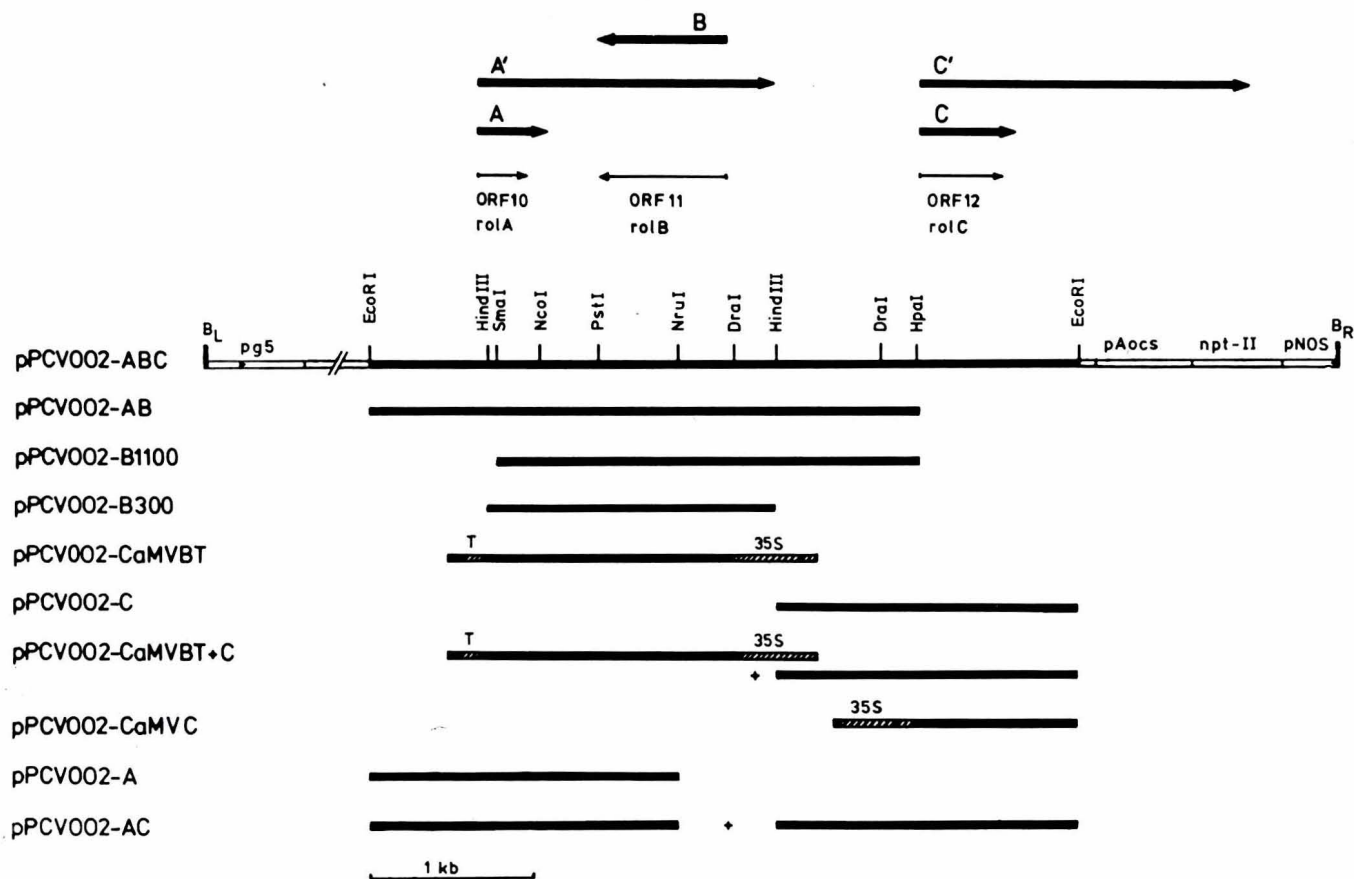 B
A' C'
A C
ORF10 ORF11 ORF12
rolA rolB rolC
EcoRI HindIII SmaI NcoI PstI NruI DraI HindIII DraI HpaI EcoRI
BL pg5 pAocs npt-II pNOS BR
pPCV002-ABC
pPCV002-AB
pPCV002-B1100
pPCV002-B300
T 35S
pPCV002-CaMVBT
pPCV002-C
T 35S
pPCV002-CaMVBT+C
+
35S
pPCV002-CaMVC
pPCV002-A
pPCV002-AC +
1 kb